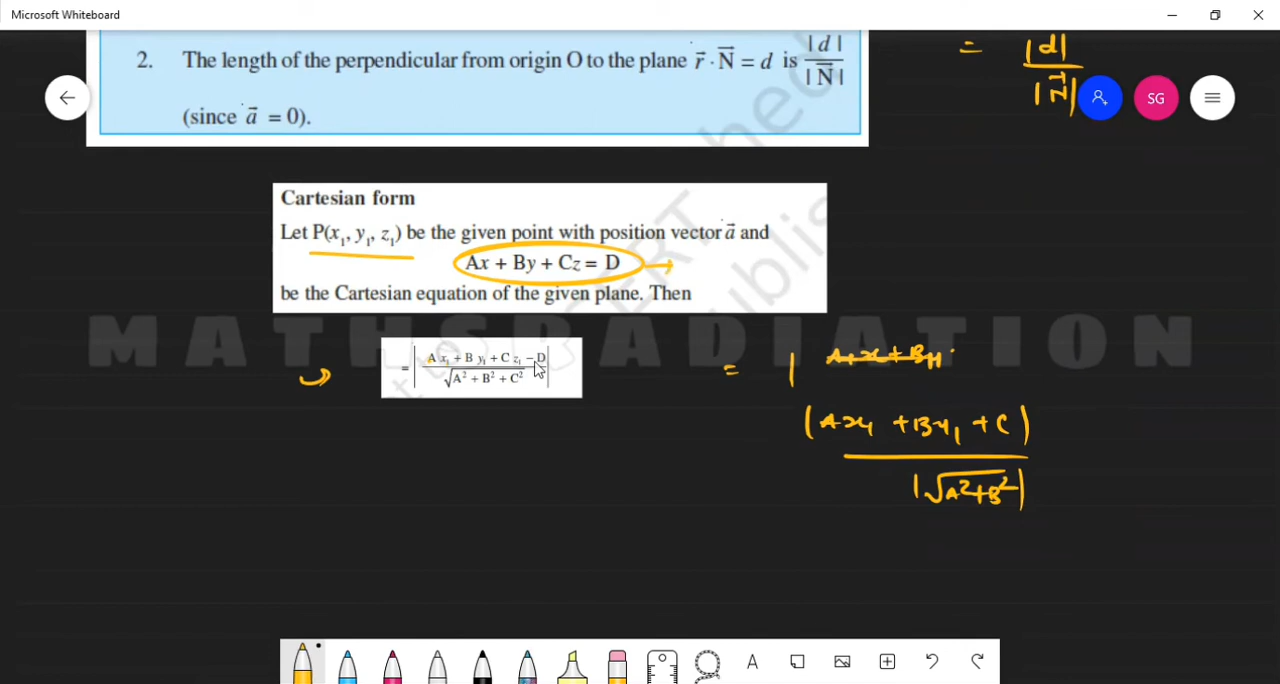 Microsoft Whiteboard
2. The length of the perpendicular from origin O to the plane r⃗ · N⃗ = d is |d| / |N⃗|
(since a⃗ = 0).
= |d| / |N⃗|
SG
Cartesian form
Let P(x₁, y₁, z₁) be the given point with position vector a⃗ and
Ax + By + Cz = D
be the Cartesian equation of the given plane. Then
MATHS RADIATION
= | A x₁ + B y₁ + C z₁ – D / √A² + B² + C² |
= |
(Ax₁ + By₁ + C)
|√A²+B²|
A